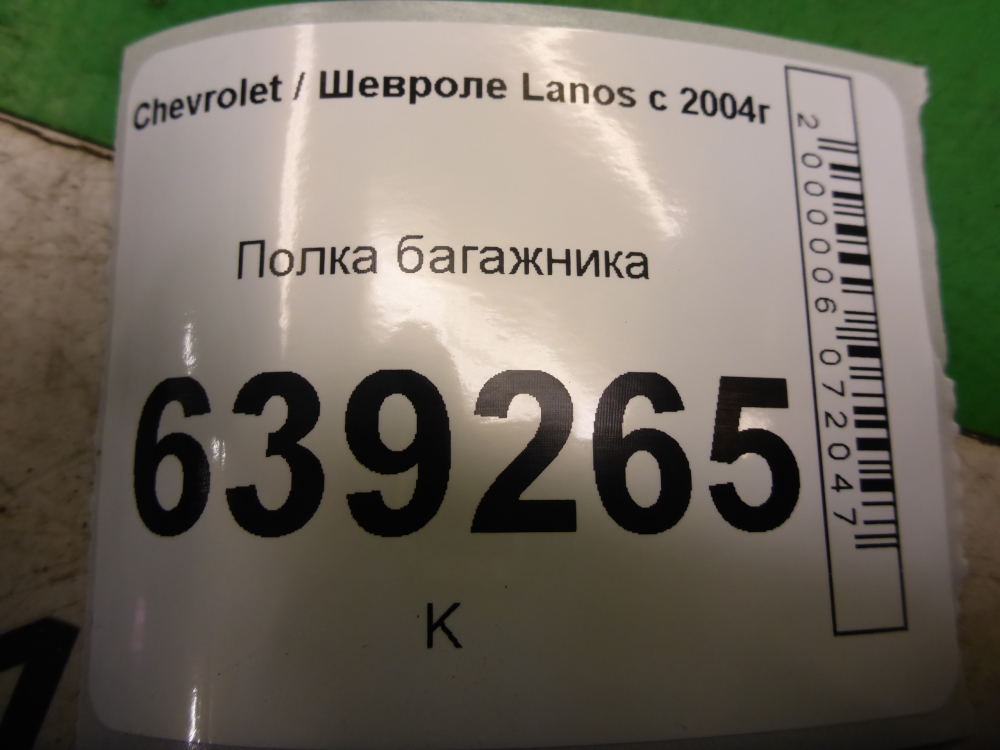 Chevrolet / Шевроле Lanos с 2004г
Полка багажника
639265
К
2000006072047